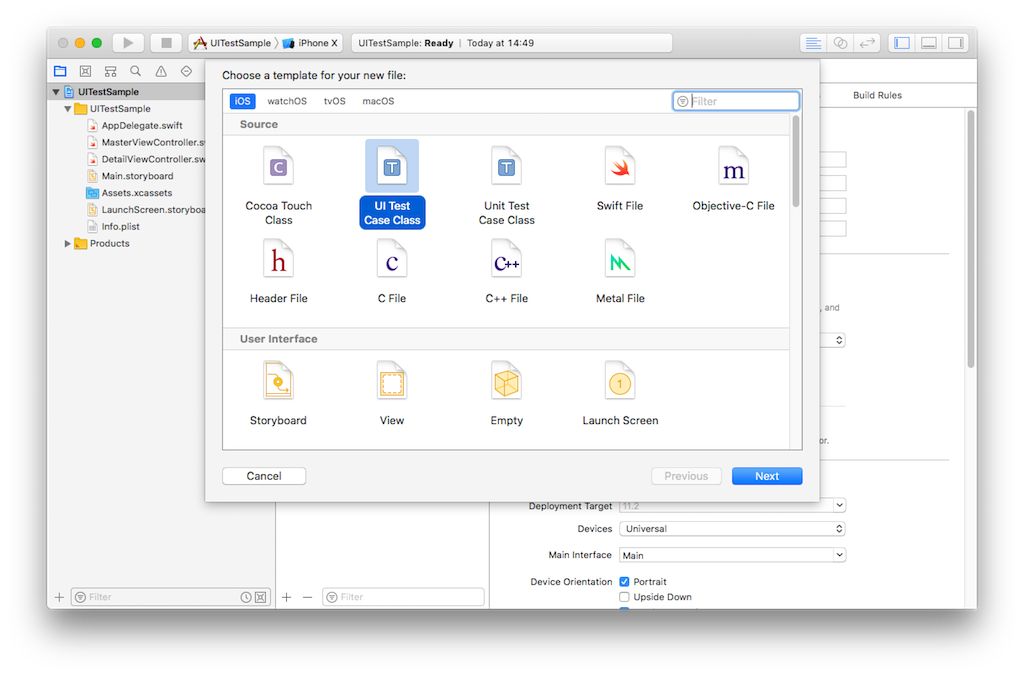 UITestSample
iPhone X
UITestSample: Ready | Today at 14:49
Choose a template for your new file:
iOS watchOS tvOS macOS
Filter
Build Rules
UITestSample
UITestSample
AppDelegate.swift
MasterViewController.s
DetailViewController.sw
Main.storyboard
Assets.xcassets
LaunchScreen.storyboa
Info.plist
Products
Source
C
T
T
m
Cocoa Touch
Class
UI Test
Case Class
Unit Test
Case Class
Swift File
Objective-C File
h
c
C++
Header File
C File
C++ File
Metal File
, and
User Interface
1
Storyboard
View
Empty
Launch Screen
or.
Cancel
Previous
Next
Deployment Target 11.2
Devices Universal
Main Interface Main
Device Orientation Portrait
Upside Down
Filter
Filter